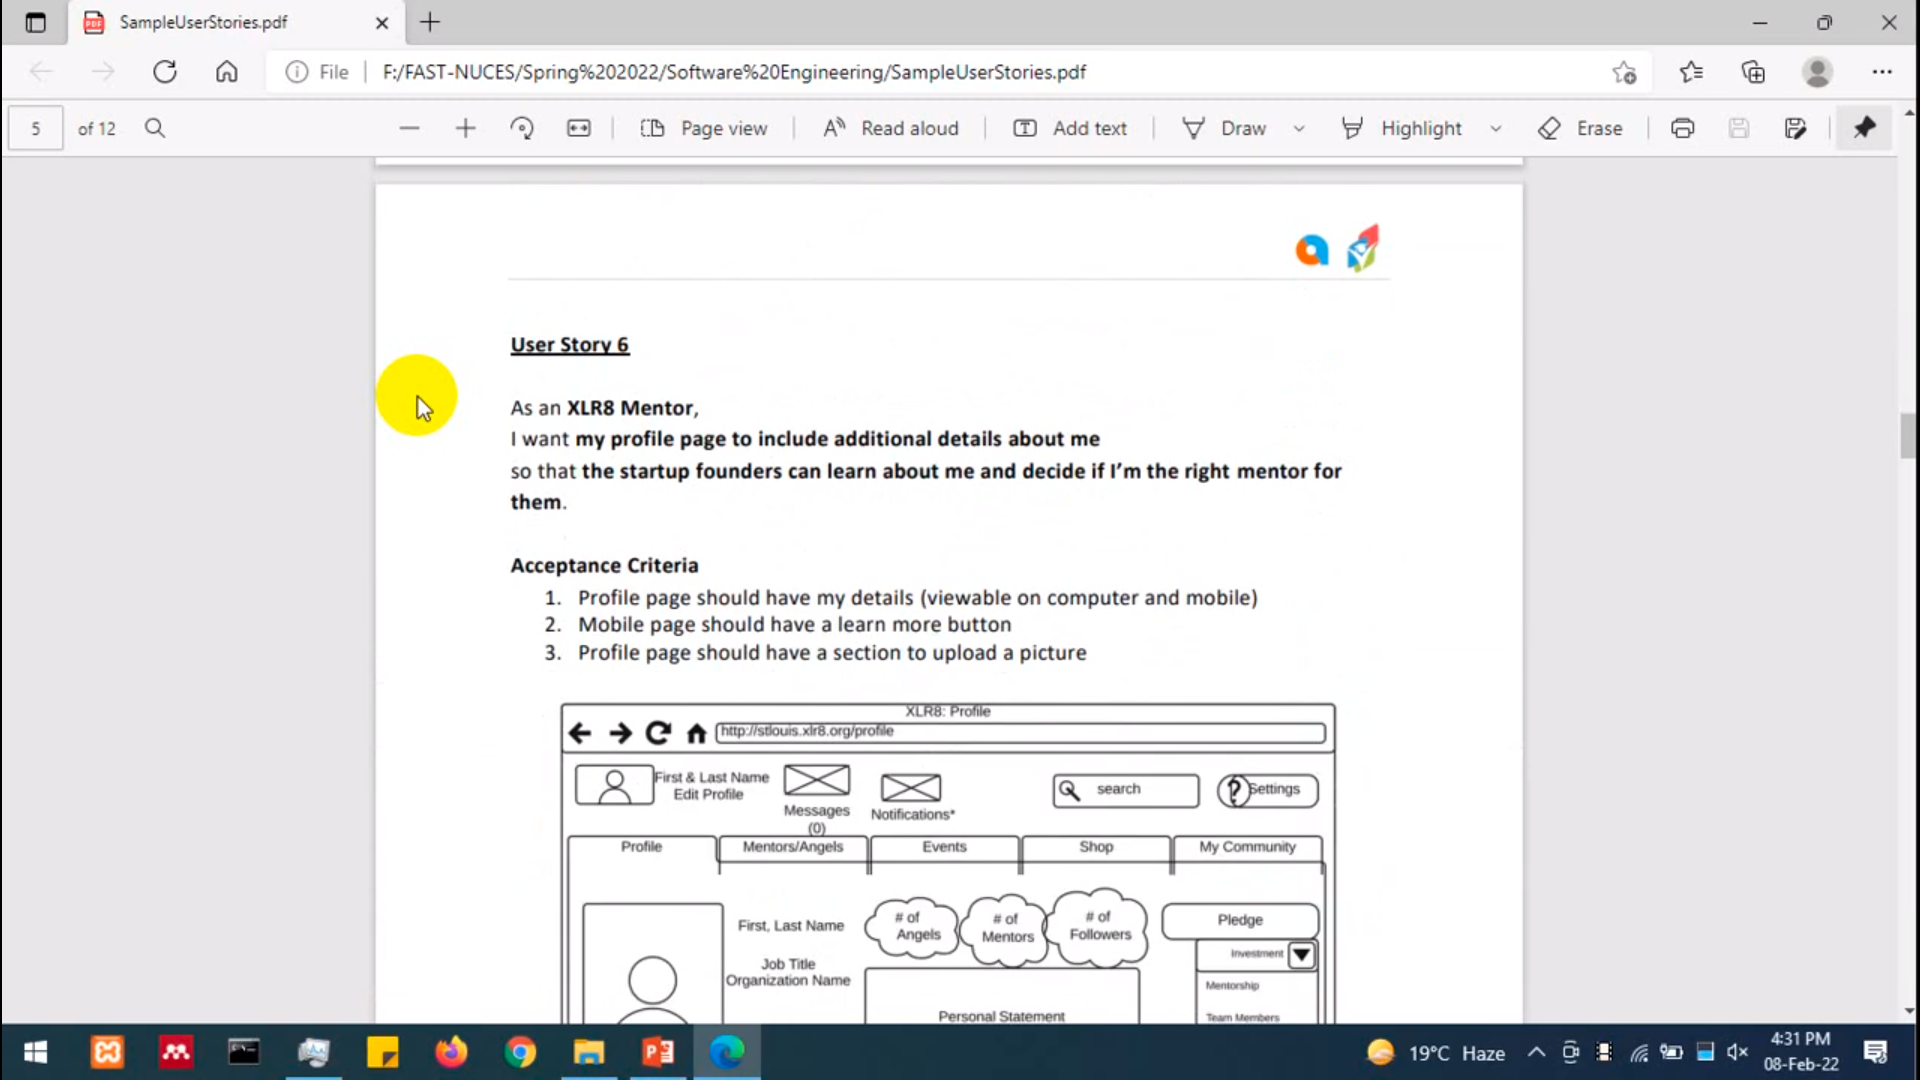 SampleUserStories.pdf
File
F:/FAST-NUCES/Spring%202022/Software%20Engineering/SampleUserStories.pdf
5 of 12
Page view
Read aloud
Add text
Draw
Highlight
Erase
User Story 6
As an XLR8 Mentor,
I want my profile page to include additional details about me
so that the startup founders can learn about me and decide if I'm the right mentor for
them.
Acceptance Criteria
1. Profile page should have my details (viewable on computer and mobile)
2. Mobile page should have a learn more button
3. Profile page should have a section to upload a picture
XLR8: Profile
http://stlouis.xlr8.org/profile
First & Last Name
Edit Profile
Messages
(0)
Notifications*
search
Settings
Profile
Mentors/Angels
Events
Shop
My Community
First, Last Name
# of
Angels
# of
Mentors
# of
Followers
Pledge
Investment
Job Title
Organization Name
Mentorship
Personal Statement
Team Members
19°C Haze
4:31 PM
08-Feb-22